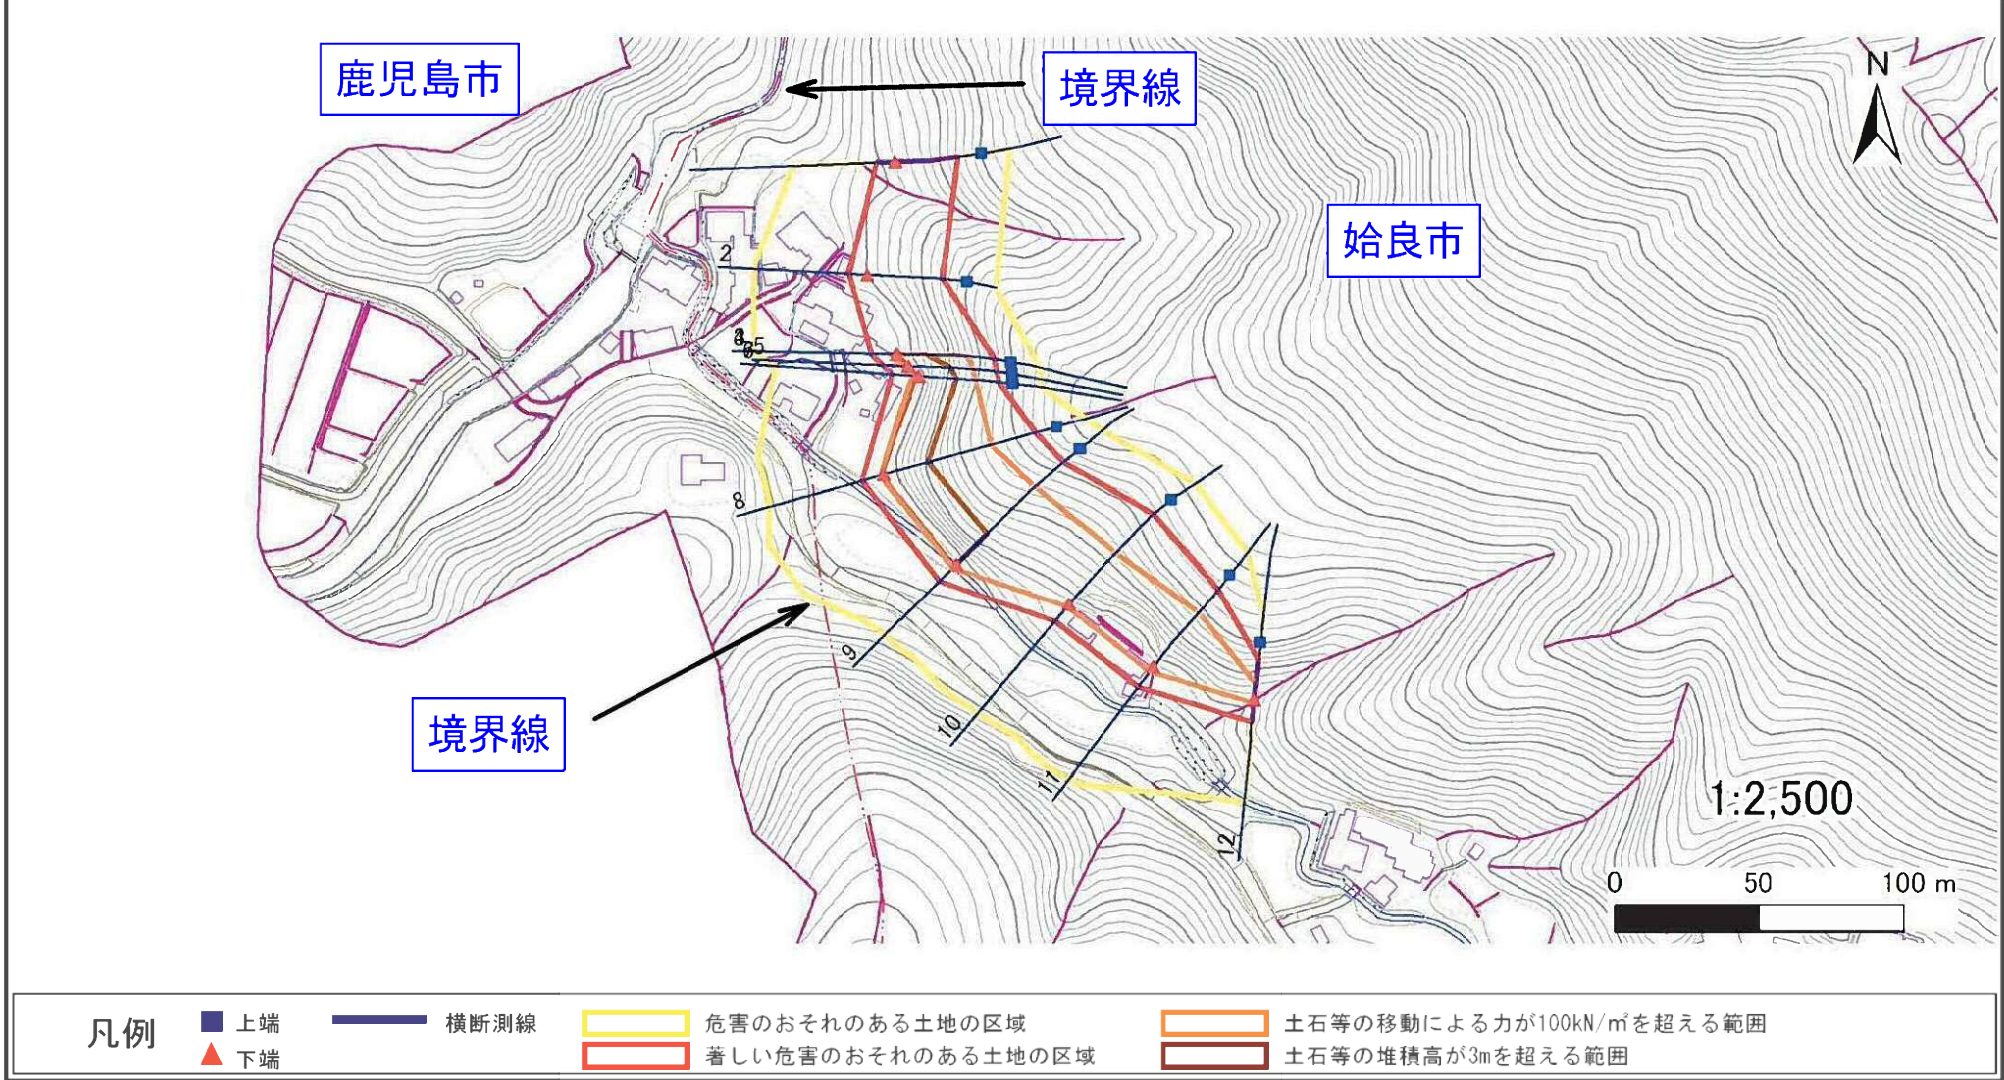 鹿児島市
境界線
N
姶良市
1
2
5
8
9
10
11
12
境界線
1:2,500
0 50 100 m
凡例
上端
下端
横断測線
危害のおそれのある土地の区域
著しい危害のおそれのある土地の区域
土石等の移動による力が100kN/㎡を超える範囲
土石等の堆積高が3mを超える範囲